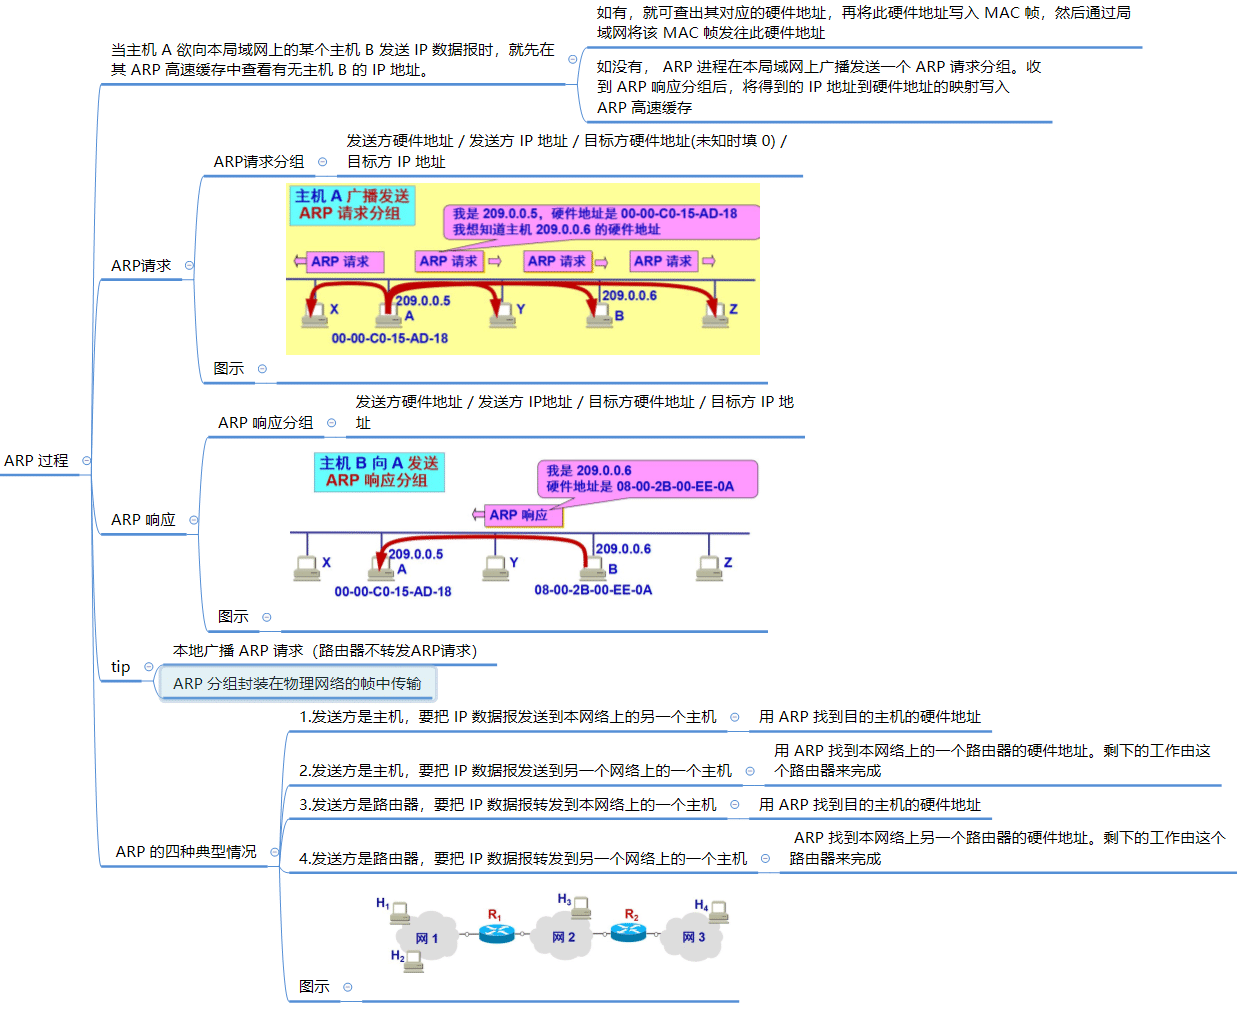 如有，就可查出其对应的硬件地址，再将此硬件地址写入 MAC 帧，然后通过局
域网将该 MAC 帧发往此硬件地址
当主机 A 欲向本局域网上的某个主机 B 发送 IP 数据报时，就先在
其 ARP 高速缓存中查看有无主机 B 的 IP 地址。
如没有， ARP 进程在本局域网上广播发送一个 ARP 请求分组。收
到 ARP 响应分组后，将得到的 IP 地址到硬件地址的映射写入
ARP 高速缓存
发送方硬件地址 / 发送方 IP 地址 / 目标方硬件地址(未知时填 0) /
目标方 IP 地址
ARP请求分组
主机 A 广播发送
ARP 请求分组
我是 209.0.0.5，硬件地址是 00-00-C0-15-AD-18
我想知道主机 209.0.0.6 的硬件地址
ARP 请求
ARP 请求
ARP 请求
ARP 请求
ARP请求
X
209.0.0.5
A
Y
209.0.0.6
B
Z
00-00-C0-15-AD-18
图示
发送方硬件地址 / 发送方 IP地址 / 目标方硬件地址 / 目标方 IP 地
址
ARP 响应分组
ARP 过程
主机 B 向 A 发送
ARP 响应分组
我是 209.0.0.6
硬件地址是 08-00-2B-00-EE-0A
ARP 响应
ARP 响应
X
209.0.0.5
A
Y
209.0.0.6
B
Z
00-00-C0-15-AD-18
08-00-2B-00-EE-0A
图示
本地广播 ARP 请求（路由器不转发ARP请求）
tip
ARP 分组封装在物理网络的帧中传输
1.发送方是主机，要把 IP 数据报发送到本网络上的另一个主机
用 ARP 找到目的主机的硬件地址
用 ARP 找到本网络上的一个路由器的硬件地址。剩下的工作由这
个路由器来完成
2.发送方是主机，要把 IP 数据报发送到另一个网络上的一个主机
3.发送方是路由器，要把 IP 数据报转发到本网络上的一个主机
用 ARP 找到目的主机的硬件地址
ARP 的四种典型情况
ARP 找到本网络上另一个路由器的硬件地址。剩下的工作由这个
路由器来完成
4.发送方是路由器，要把 IP 数据报转发到另一个网络上的一个主机
H1
R1
H3
R2
H4
网 1
网 2
网 3
H2
图示